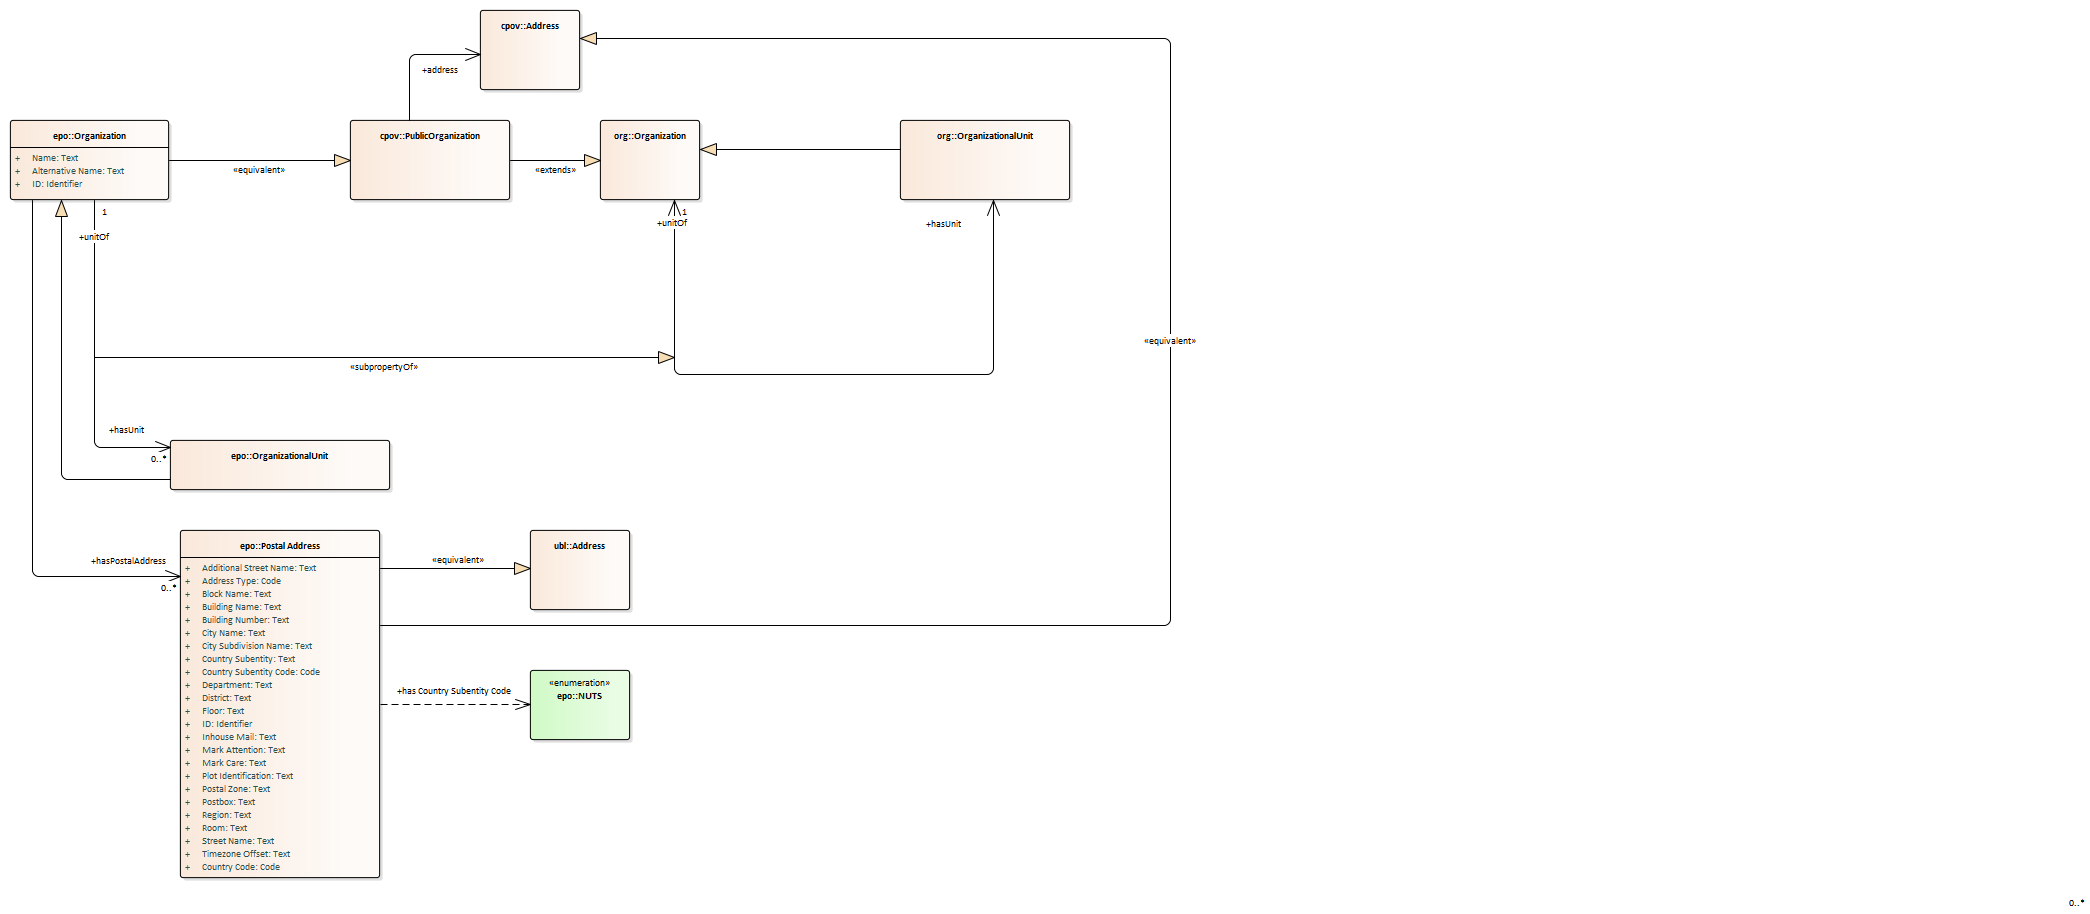 cpov::Address
+address
epo::Organization
+ Name: Text
+ Alternative Name: Text
+ ID: Identifier
«equivalent»
cpov::PublicOrganization
«extends»
org::Organization
org::OrganizationalUnit
1
+unitOf
1
+unitOf
+hasUnit
«equivalent»
«subpropertyOf»
+hasUnit
0..*
epo::OrganizationalUnit
+hasPostalAddress
0..*
epo::Postal Address
+ Additional Street Name: Text
+ Address Type: Code
+ Block Name: Text
+ Building Name: Text
+ Building Number: Text
+ City Name: Text
+ City Subdivision Name: Text
+ Country Subentity: Text
+ Country Subentity Code: Code
+ Department: Text
+ District: Text
+ Floor: Text
+ ID: Identifier
+ Inhouse Mail: Text
+ Mark Attention: Text
+ Mark Care: Text
+ Plot Identification: Text
+ Postal Zone: Text
+ Postbox: Text
+ Region: Text
+ Room: Text
+ Street Name: Text
+ Timezone Offset: Text
+ Country Code: Code
«equivalent»
ubl::Address
+has Country Subentity Code
«enumeration»
epo::NUTS
0..*